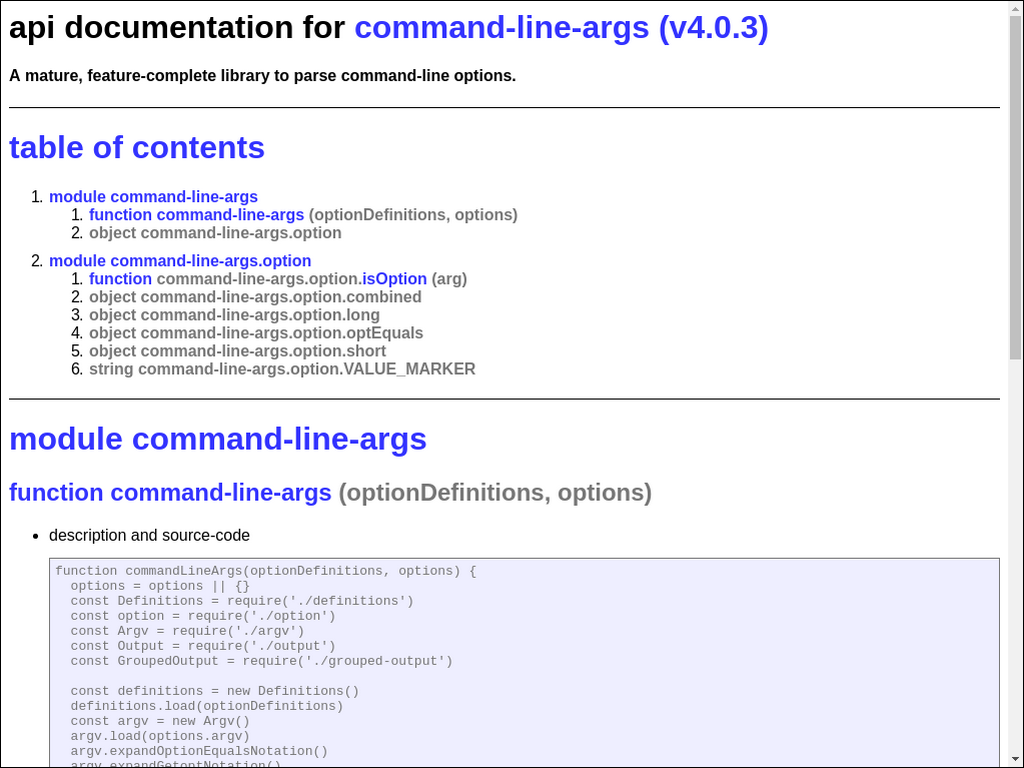 api documentation for command-line-args (v4.0.3)
A mature, feature-complete library to parse command-line options.
table of contents
1. module command-line-args
1. function command-line-args (optionDefinitions, options)
2. object command-line-args.option
2. module command-line-args.option
1. function command-line-args.option.isOption (arg)
2. object command-line-args.option.combined
3. object command-line-args.option.long
4. object command-line-args.option.optEquals
5. object command-line-args.option.short
6. string command-line-args.option.VALUE_MARKER
module command-line-args
function command-line-args (optionDefinitions, options)
• description and source-code
function commandLineArgs(optionDefinitions, options) {
  options = options || {}
  const Definitions = require('./definitions')
  const option = require('./option')
  const Argv = require('./argv')
  const Output = require('./output')
  const GroupedOutput = require('./grouped-output')
  const definitions = new Definitions()
  definitions.load(optionDefinitions)
  const argv = new Argv()
  argv.load(options.argv)
  argv.expandOptionEqualsNotation()
  argv.expandGetoptNotation()